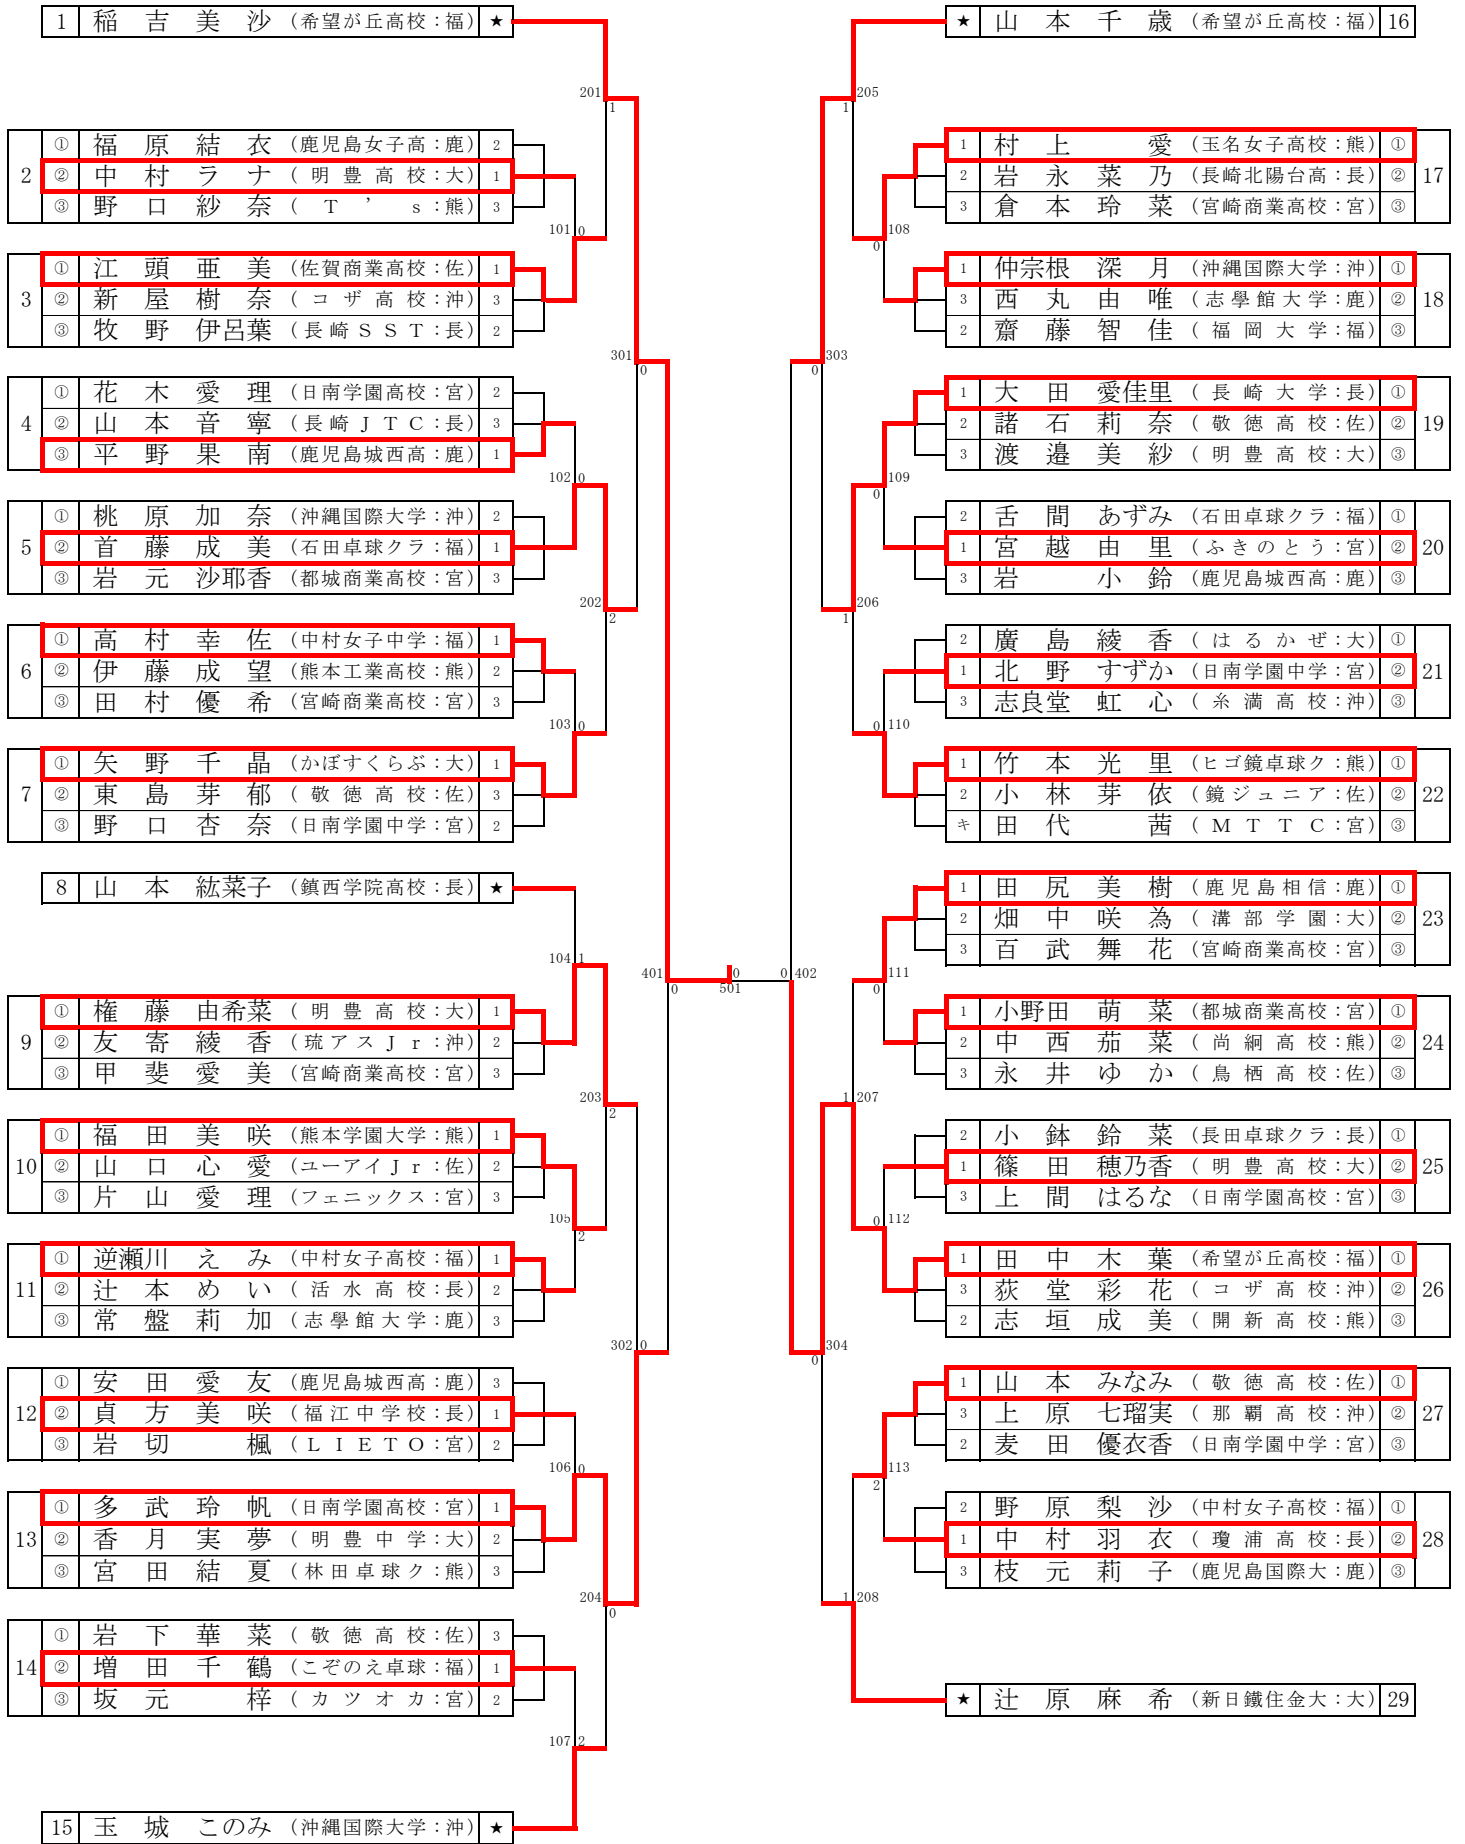 1 稲吉美沙 (希望が丘高校:福) ★
2
① 福原結衣 (鹿児島女子高:鹿) 2
② 中村ラナ (明豊高校:大) 1
③ 野口紗奈 (T's:熊) 3
3
① 江頭亜美 (佐賀商業高校:佐) 1
② 新屋樹奈 (コザ高校:沖) 3
③ 牧野伊呂葉 (長崎SST:長) 2
4
① 花木愛理 (日南学園高校:宮) 2
② 山本音寧 (長崎JTC:長) 3
③ 平野果南 (鹿児島城西高:鹿) 1
5
① 桃原加奈 (沖縄国際大学:沖) 2
② 首藤成美 (石田卓球クラ:福) 1
③ 岩元沙耶香 (都城商業高校:宮) 3
6
① 高村幸佐 (中村女子中学:福) 1
② 伊藤成望 (熊本工業高校:熊) 2
③ 田村優希 (宮崎商業高校:宮) 3
7
① 矢野千晶 (かぼすくらぶ:大) 1
② 東島芽郁 (敬徳高校:佐) 3
③ 野口杏奈 (日南学園中学:宮) 2
8 山本紘菜子 (鎮西学院高校:長) ★
9
① 権藤由希菜 (明豊高校:大) 1
② 友寄綾香 (琉アスJr:沖) 2
③ 甲斐愛美 (宮崎商業高校:宮) 3
10
① 福田美咲 (熊本学園大学:熊) 1
② 山口心愛 (ユーアイJr:佐) 2
③ 片山愛理 (フェニックス:宮) 3
11
① 逆瀬川えみ (中村女子高校:福) 1
② 辻本めい (活水高校:長) 2
③ 常盤莉加 (志學館大学:鹿) 3
12
① 安田愛友 (鹿児島城西高:鹿) 3
② 貞方美咲 (福江中学校:長) 1
③ 岩切楓 (LIETO:宮) 2
13
① 多武玲帆 (日南学園高校:宮) 1
② 香月実夢 (明豊中学:大) 2
③ 宮田結夏 (林田卓球ク:熊) 3
14
① 岩下華菜 (敬徳高校:佐) 3
② 増田千鶴 (こぞのえ卓球:福) 1
③ 坂元梓 (カツオカ:宮) 2
15 玉城このみ (沖縄国際大学:沖) ★
201 1
101 0
301 0
102 0
202 2
103 0
104 1
401 0
203 2
105 2
302 0
106 0
204 0
107 2
0
501
205 1
108 0
303 0
109 0
206 1
110 0
402 0
111 0
207 1
112 0
304 0
113 2
208 1
★ 山本千歳 (希望が丘高校:福) 16
1 村上愛 (玉名女子高校:熊) ①
2 岩永菜乃 (長崎北陽台高:長) ②
3 倉本玲菜 (宮崎商業高校:宮) ③
17
1 仲宗根深月 (沖縄国際大学:沖) ①
3 西丸由唯 (志學館大学:鹿) ②
2 齋藤智佳 (福岡大学:福) ③
18
1 大田愛佳里 (長崎大学:長) ①
2 諸石莉奈 (敬徳高校:佐) ②
3 渡邉美紗 (明豊高校:大) ③
19
2 舌間あずみ (石田卓球クラ:福) ①
1 宮越由里 (ふきのとう:宮) ②
3 岩小鈴 (鹿児島城西高:鹿) ③
20
2 廣島綾香 (はるかぜ:大) ①
1 北野すずか (日南学園中学:宮) ②
3 志良堂虹心 (糸満高校:沖) ③
21
1 竹本光里 (ヒゴ鏡卓球ク:熊) ①
2 小林芽依 (鏡ジュニア:佐) ②
キ 田代茜 (MTTC:宮) ③
22
1 田尻美樹 (鹿児島相信:鹿) ①
2 畑中咲為 (溝部学園:大) ②
3 百武舞花 (宮崎商業高校:宮) ③
23
1 小野田萌菜 (都城商業高校:宮) ①
2 中西茄菜 (尚絅高校:熊) ②
3 永井ゆか (鳥栖高校:佐) ③
24
2 小鉢鈴菜 (長田卓球クラ:長) ①
1 篠田穂乃香 (明豊高校:大) ②
3 上間はるな (日南学園高校:宮) ③
25
1 田中木葉 (希望が丘高校:福) ①
3 荻堂彩花 (コザ高校:沖) ②
2 志垣成美 (開新高校:熊) ③
26
1 山本みなみ (敬徳高校:佐) ①
3 上原七瑠実 (那覇高校:沖) ②
2 麦田優衣香 (日南学園中学:宮) ③
27
2 野原梨沙 (中村女子高校:福) ①
1 中村羽衣 (瓊浦高校:長) ②
3 枝元莉子 (鹿児島国際大:鹿) ③
28
★ 辻原麻希 (新日鐵住金大:大) 29